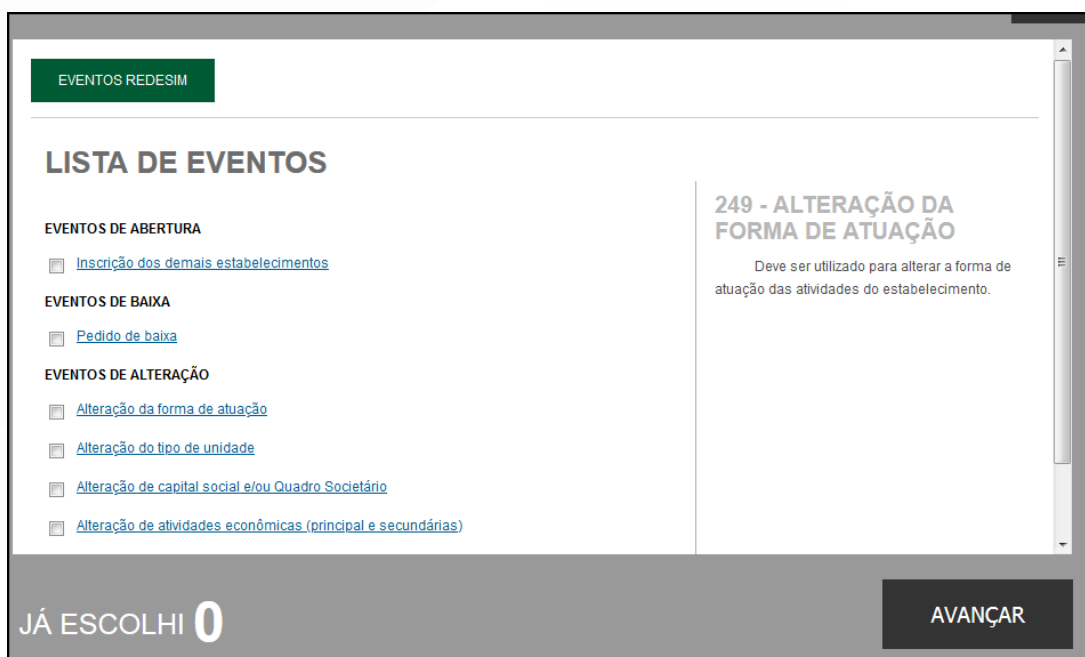 EVENTOS REDESIM
LISTA DE EVENTOS
EVENTOS DE ABERTURA
Inscrição dos demais estabelecimentos
EVENTOS DE BAIXA
Pedido de baixa
EVENTOS DE ALTERAÇÃO
Alteração da forma de atuação
Alteração do tipo de unidade
Alteração de capital social e/ou Quadro Societário
Alteração de atividades econômicas (principal e secundárias)
249 - ALTERAÇÃO DA
FORMA DE ATUAÇÃO
Deve ser utilizado para alterar a forma de
atuação das atividades do estabelecimento.
JÁ ESCOLHI 0
AVANÇAR